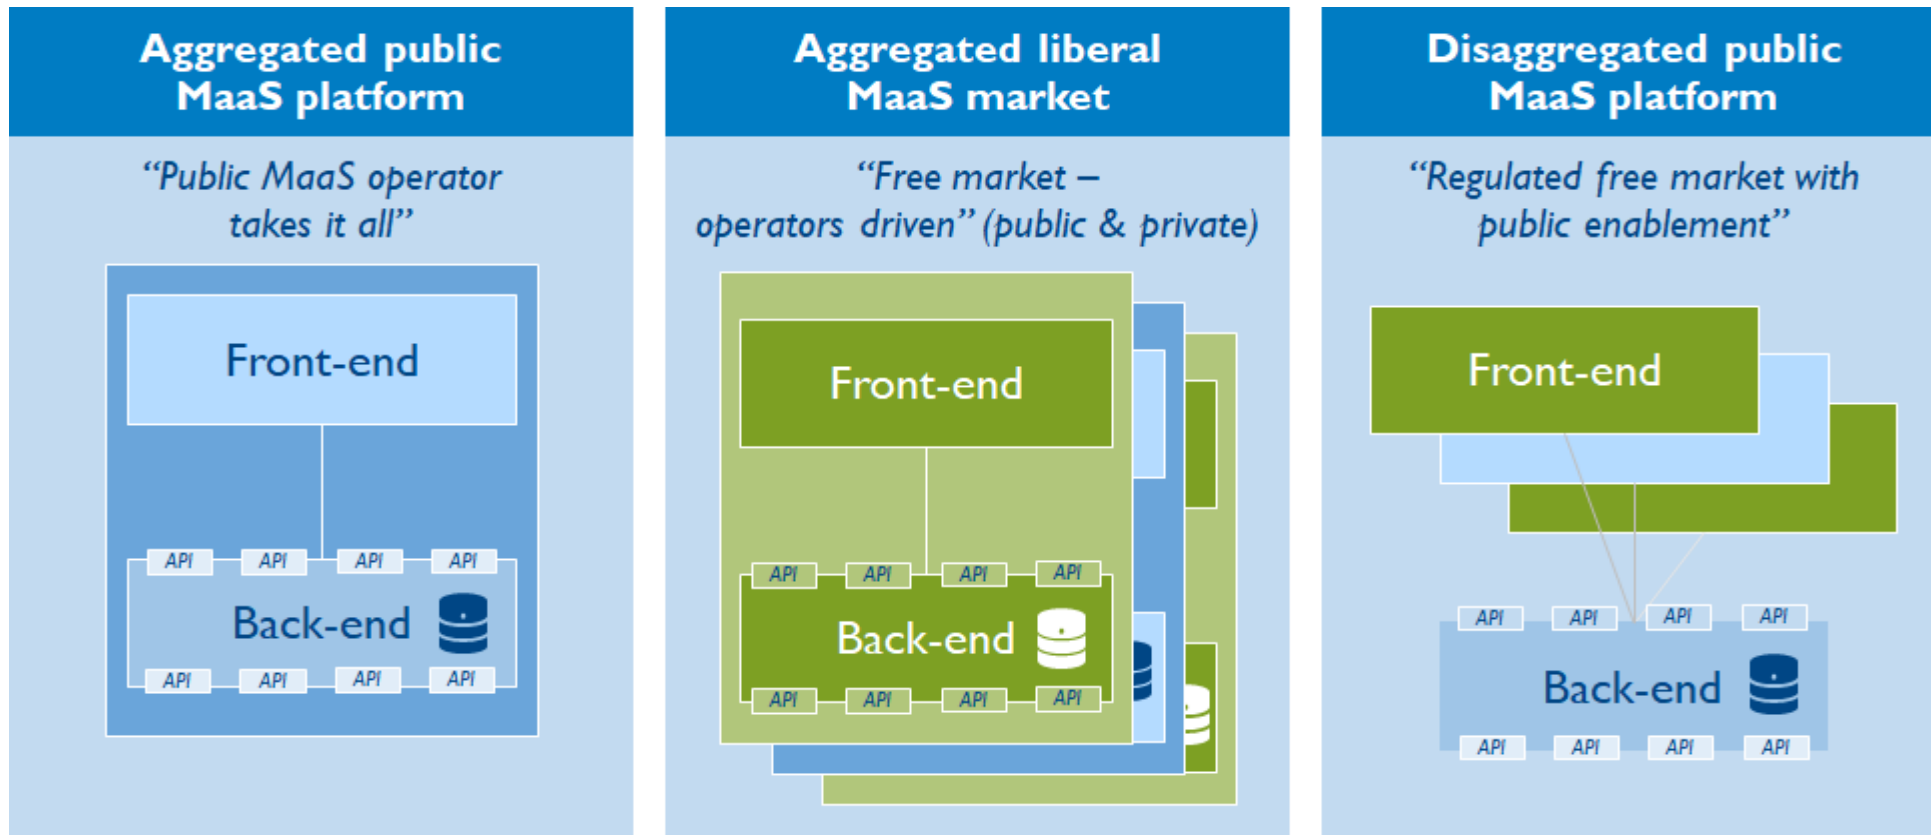 Aggregated public
MaaS platform
“Public MaaS operator
takes it all”
Front-end
API API API API
Back-end
API API API API
Aggregated liberal
MaaS market
“Free market –
operators driven” (public & private)
Front-end
API API API API
Back-end
API API API API
Disaggregated public
MaaS platform
“Regulated free market with
public enablement”
Front-end
API API API API
Back-end
API API API API